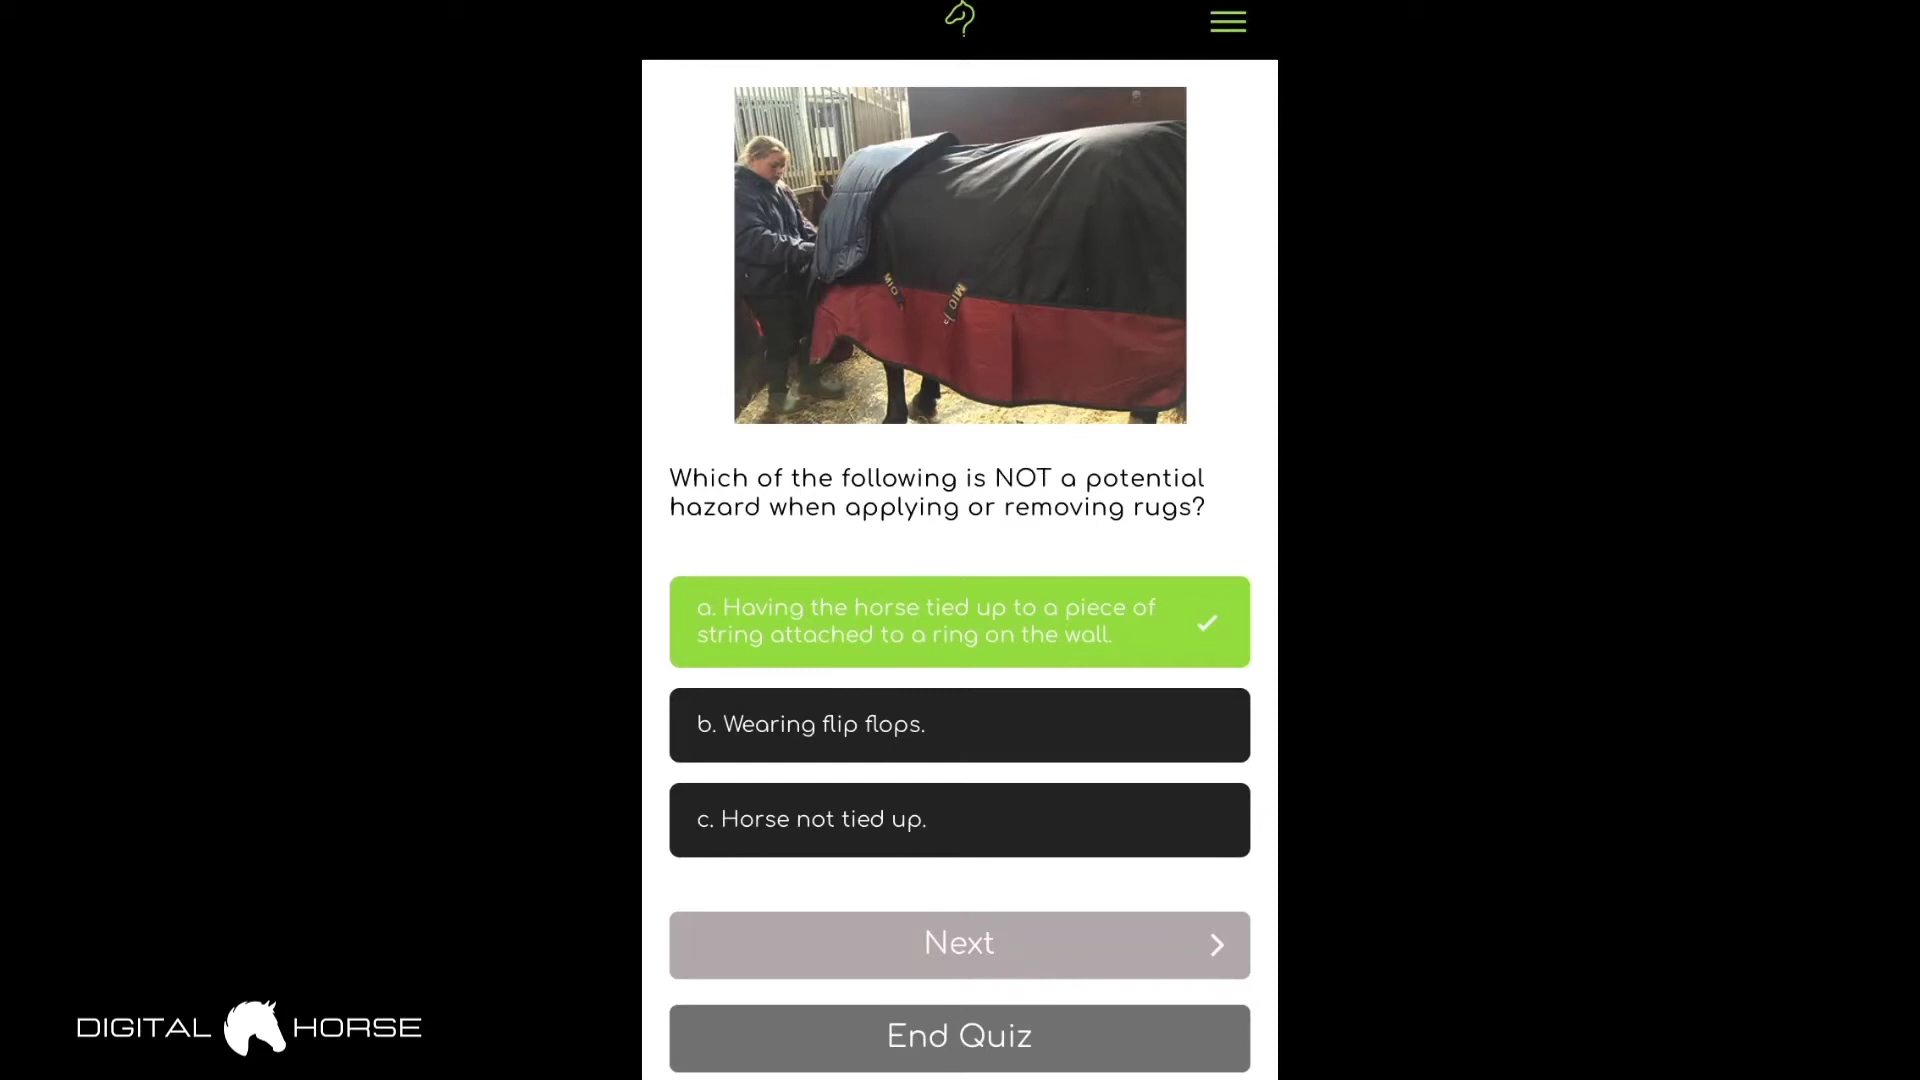 Which of the following is NOT a potential
hazard when applying or removing rugs?
a. Having the horse tied up to a piece of
string attached to a ring on the wall.
b. Wearing flip flops.
c. Horse not tied up.
Next
End Quiz
DIGITAL HORSE